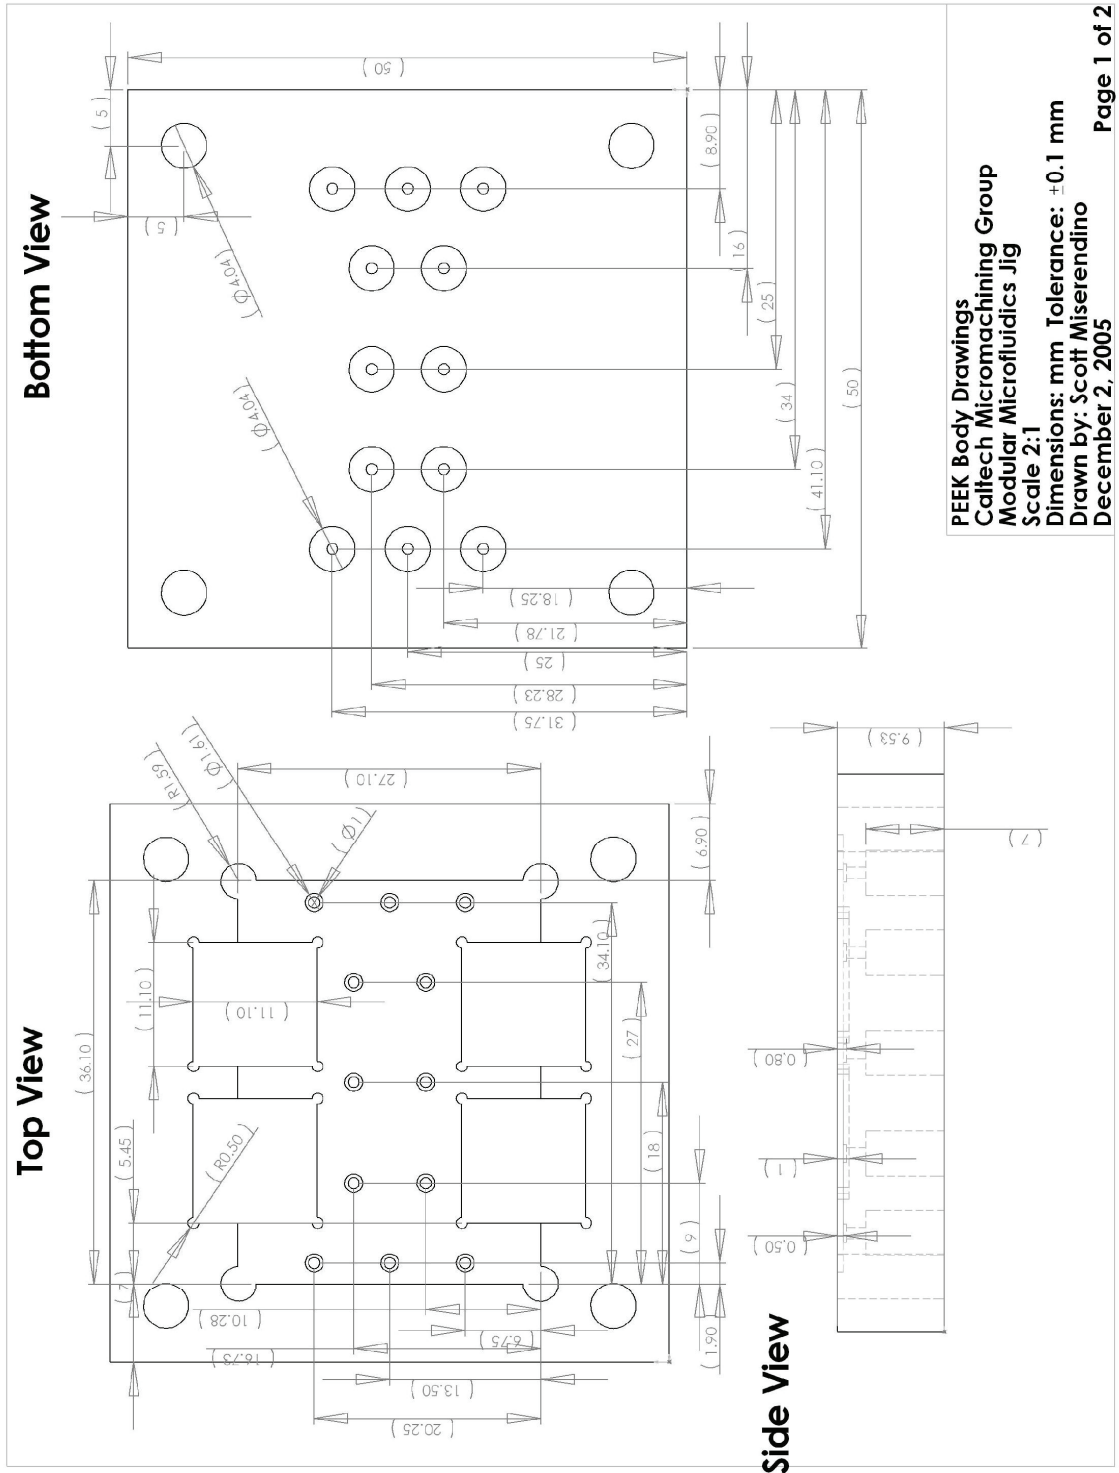 Top View
( 36.10 )
( 11.10 )
( 5.45 )
( 7 )
( R0.50 )
( 11.10 )
( R1.59 )
( Ø1.61 )
( Ø1 )
( 27.10 )
( 6.90 )
( 34.10 )
( 27 )
( 18 )
( 9 )
( 1.90 )
( 10.28 )
( 6.75 )
( 16.73 )
( 13.50 )
( 20.25 )
Bottom View
( 5 )
( 5 )
( Ø4.04 )
( Ø4.04 )
( 50 )
( 8.90 )
( 16 )
( 25 )
( 34 )
( 41.10 )
( 50 )
( 18.25 )
( 21.78 )
( 25 )
( 28.23 )
( 31.75 )
Side View
( 0.50 )
( 1 )
( 0.80 )
( 9.53 )
( 7 )
PEEK Body Drawings
Caltech Micromachining Group
Modular Microfluidics Jig
Scale 2:1
Dimensions: mm Tolerance: ±0.1 mm
Drawn by: Scott Miserendino
December 2, 2005 Page 1 of 2